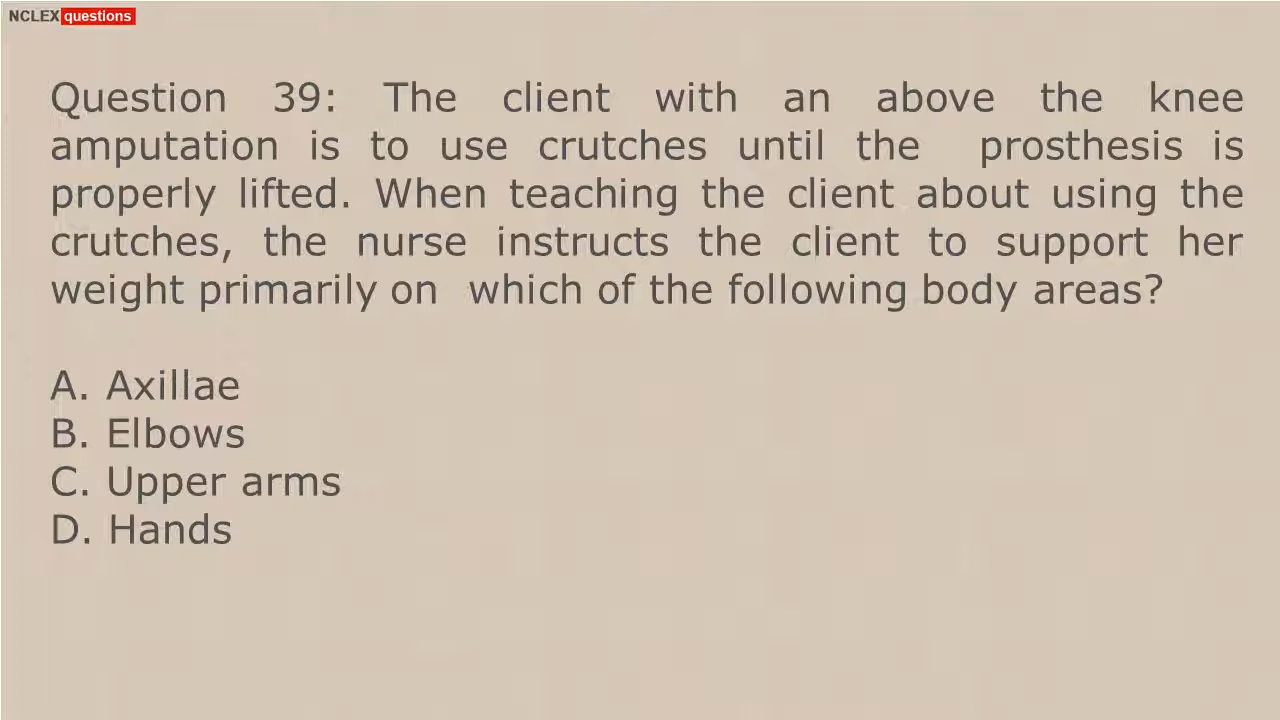 NCLEX questions
Question 39: The client with an above the knee
amputation is to use crutches until the prosthesis is
properly lifted. When teaching the client about using the
crutches, the nurse instructs the client to support her
weight primarily on which of the following body areas?
A. Axillae
B. Elbows
C. Upper arms
D. Hands